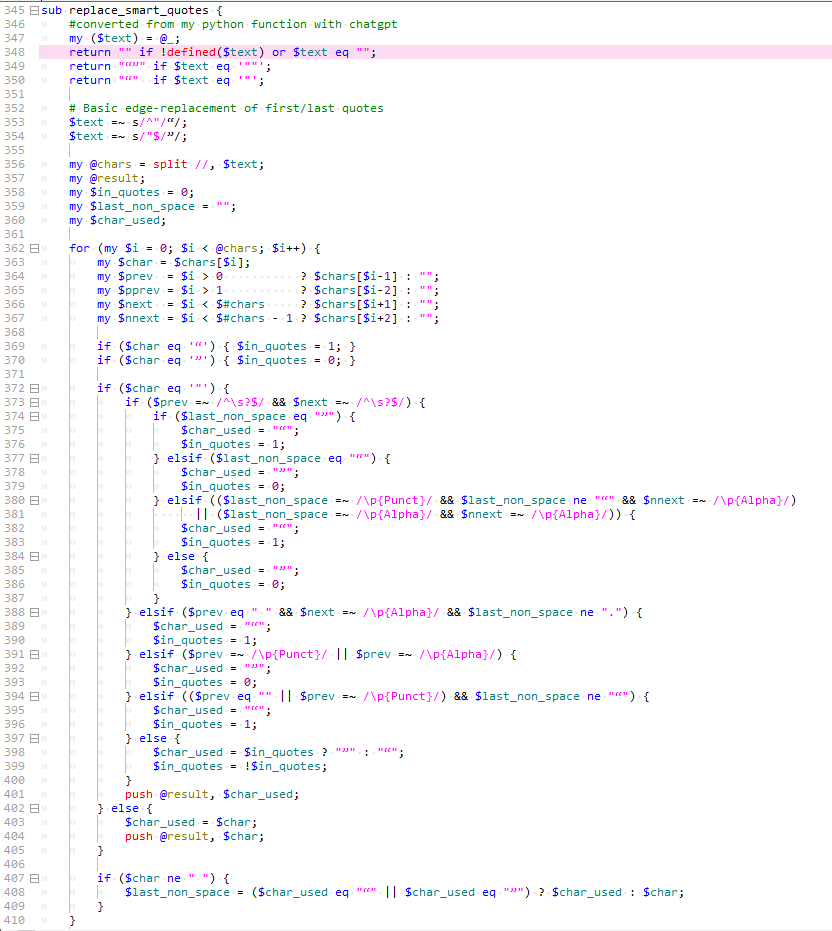 345 sub replace_smart_quotes {
346     #converted from my python function with chatgpt
347     my ($text) = @_;
348     return "" if !defined($text) or $text eq "";
349     return "“”" if $text eq '""';
350     return "“"  if $text eq '"';
351
352     # Basic edge-replacement of first/last quotes
353     $text =~ s/^"/“/;
354     $text =~ s/"$/”/;
355
356     my @chars = split //, $text;
357     my @result;
358     my $in_quotes = 0;
359     my $last_non_space = "";
360     my $char_used;
361
362     for (my $i = 0; $i < @chars; $i++) {
363         my $char = $chars[$i];
364         my $prev  = $i > 0           ? $chars[$i-1] : "";
365         my $pprev = $i > 1           ? $chars[$i-2] : "";
366         my $next  = $i < $#chars     ? $chars[$i+1] : "";
367         my $nnext = $i < $#chars - 1 ? $chars[$i+2] : "";
368
369         if ($char eq '“') { $in_quotes = 1; }
370         if ($char eq '”') { $in_quotes = 0; }
371
372         if ($char eq '"') {
373             if ($prev =~ /^\s?$/ && $next =~ /^\s?$/) {
374                 if ($last_non_space eq "”") {
375                     $char_used = "“";
376                     $in_quotes = 1;
377                 } elsif ($last_non_space eq "“") {
378                     $char_used = "”";
379                     $in_quotes = 0;
380                 } elsif (($last_non_space =~ /\p{Punct}/ && $last_non_space ne "“" && $nnext =~ /\p{Alpha}/)
381                       || ($last_non_space =~ /\p{Alpha}/ && $nnext =~ /\p{Alpha}/)) {
382                     $char_used = "“";
383                     $in_quotes = 1;
384                 } else {
385                     $char_used = "”";
386                     $in_quotes = 0;
387                 }
388             } elsif ($prev eq " " && $next =~ /\p{Alpha}/ && $last_non_space ne ".") {
389                 $char_used = "“";
390                 $in_quotes = 1;
391             } elsif ($prev =~ /\p{Punct}/ || $prev =~ /\p{Alpha}/) {
392                 $char_used = "”";
393                 $in_quotes = 0;
394             } elsif (($prev eq "" || $prev =~ /\p{Punct}/) && $last_non_space ne "“") {
395                 $char_used = "“";
396                 $in_quotes = 1;
397             } else {
398                 $char_used = $in_quotes ? "”" : "“";
399                 $in_quotes = !$in_quotes;
400             }
401             push @result, $char_used;
402         } else {
403             $char_used = $char;
404             push @result, $char;
405         }
406
407         if ($char ne " ") {
408             $last_non_space = ($char_used eq "“" || $char_used eq "”") ? $char_used : $char;
409         }
410     }